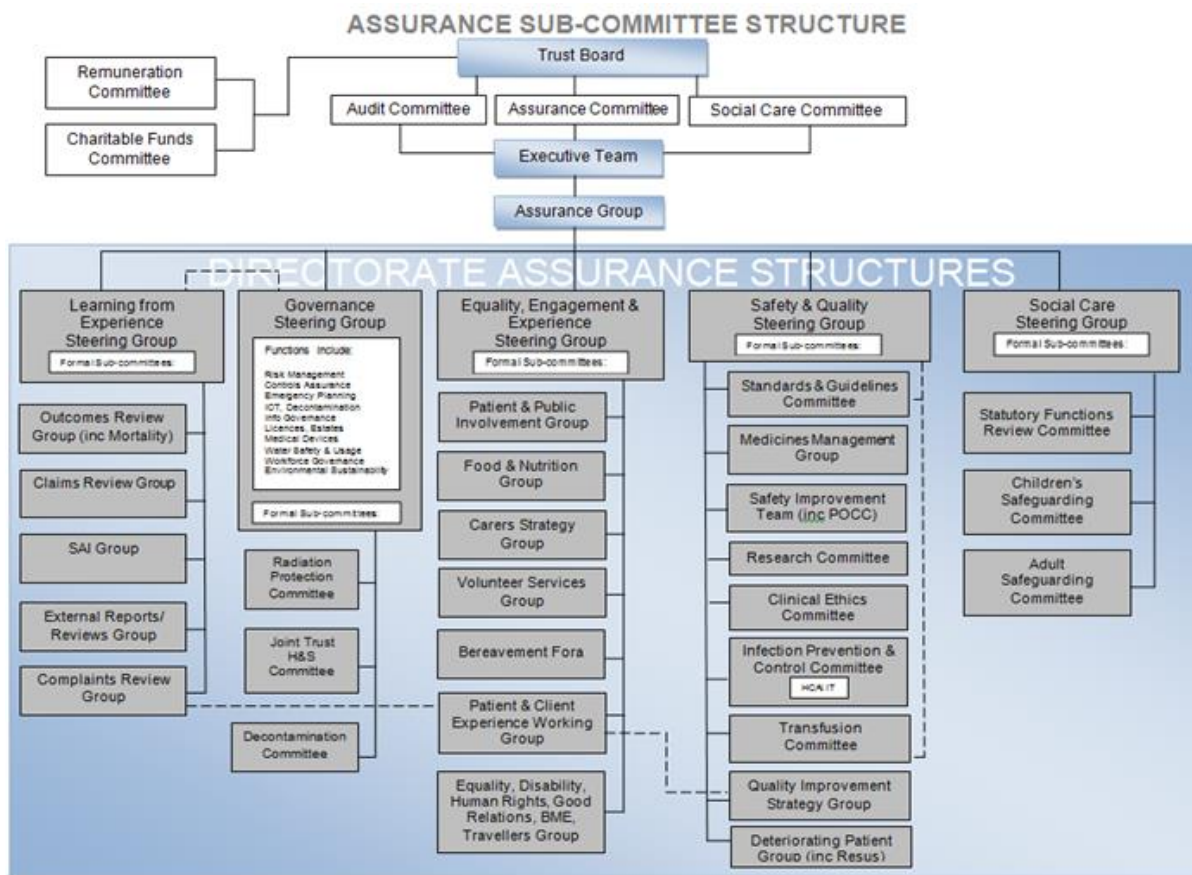 ASSURANCE SUB-COMMITTEE STRUCTURE
Trust Board
Remuneration
Committee
Charitable Funds
Committee
Audit Committee
Assurance Committee
Social Care Committee
Executive Team
Assurance Group
DIRECTORATE ASSURANCE STRUCTURES
Learning from
Experience
Steering Group
Formal Sub-committees:
Outcomes Review
Group (inc Mortality)
Claims Review Group
SAI Group
External Reports/
Reviews Group
Complaints Review
Group
Governance
Steering Group
Functions Include:
Risk Management
Controls Assurance
Emergency Planning
ICT, Decontamination
Info Governance
Licences, Estates
Medical Devices
Water Safety & Usage
Workforce Governance
Environmental Sustainability
Formal Sub-committees:
Radiation
Protection
Committee
Joint Trust
H&S
Committee
Decontamination
Committee
Equality, Engagement &
Experience
Steering Group
Formal Sub-committees:
Patient & Public
Involvement Group
Food & Nutrition
Group
Carers Strategy
Group
Volunteer Services
Group
Bereavement Fora
Patient & Client
Experience Working
Group
Equality, Disability,
Human Rights, Good
Relations, BME,
Travellers Group
Safety & Quality
Steering Group
Formal Sub-committees:
Standards & Guidelines
Committee
Medicines Management
Group
Safety Improvement
Team (inc POCC)
Research Committee
Clinical Ethics
Committee
Infection Prevention &
Control Committee
HCAI IT
Transfusion
Committee
Quality Improvement
Strategy Group
Deteriorating Patient
Group (inc Resus)
Social Care
Steering Group
Formal Sub-committees:
Statutory Functions
Review Committee
Children's
Safeguarding
Committee
Adult
Safeguarding
Committee